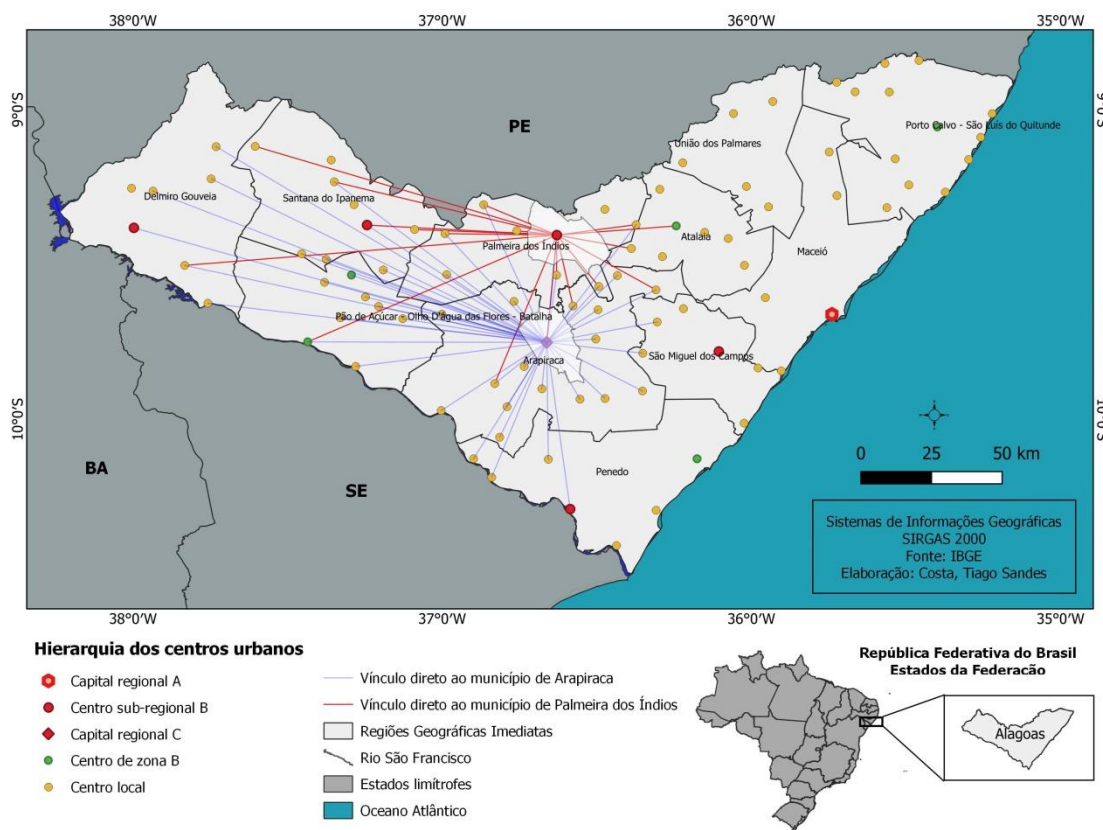 38°0'W
37°0'W
36°0'W
35°0'W
9°0'S
9°0'S
PE
Porto Calvo - São Luís do Quitunde
União dos Palmares
Delmiro Gouveia
Santana do Ipanema
Palmeira dos Índios
Atalaia
Maceió
Pão de Açúcar - Olho D'água das Flores - Batalha
Arapiraca
São Miguel dos Campos
10°0'S
10°0'S
BA
SE
Penedo
0 25 50 km
Sistemas de Informações Geográficas
SIRGAS 2000
Fonte: IBGE
Elaboração: Costa, Tiago Sandes
38°0'W
37°0'W
36°0'W
35°0'W
Hierarquia dos centros urbanos
Capital regional A
Centro sub-regional B
Capital regional C
Centro de zona B
Centro local
Vínculo direto ao município de Arapiraca
Vínculo direto ao município de Palmeira dos Índios
Regiões Geográficas Imediatas
Rio São Francisco
Estados limítrofes
Oceano Atlântico
República Federativa do Brasil
Estados da Federacão
Alagoas